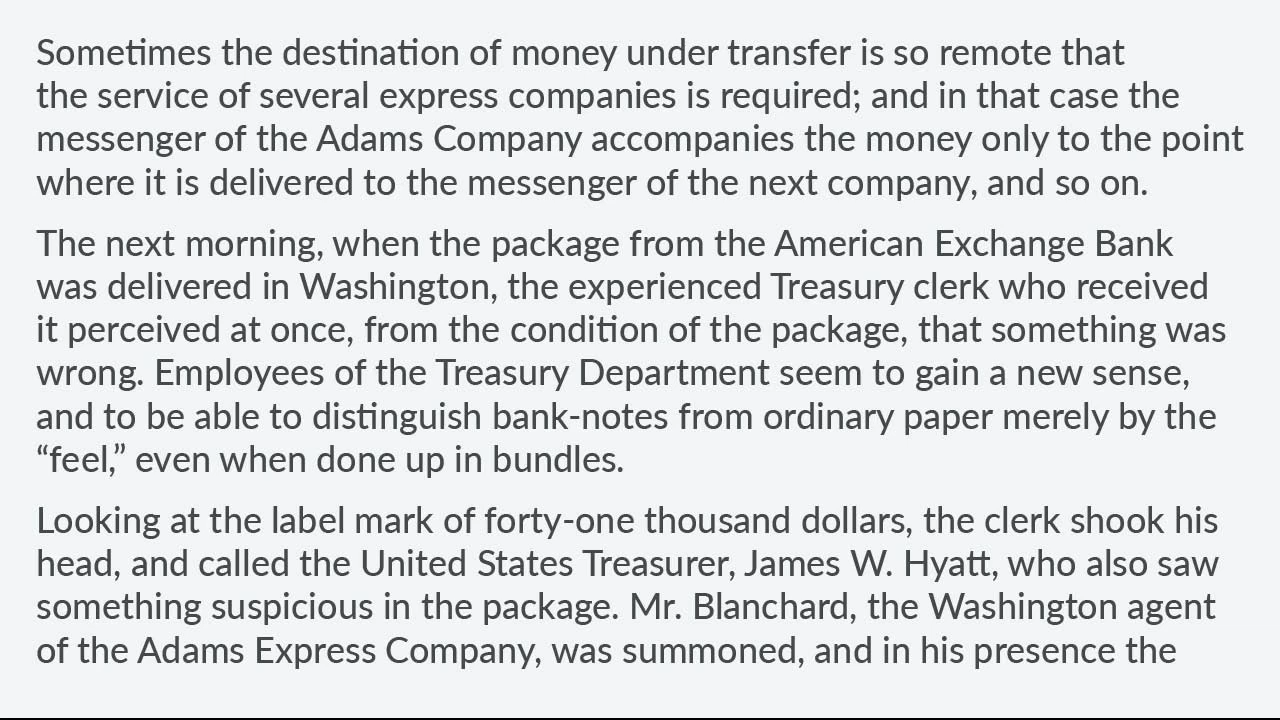 Sometimes the destination of money under transfer is so remote that
the service of several express companies is required; and in that case the
messenger of the Adams Company accompanies the money only to the point
where it is delivered to the messenger of the next company, and so on.
The next morning, when the package from the American Exchange Bank
was delivered in Washington, the experienced Treasury clerk who received
it perceived at once, from the condition of the package, that something was
wrong. Employees of the Treasury Department seem to gain a new sense,
and to be able to distinguish bank-notes from ordinary paper merely by the
“feel,” even when done up in bundles.
Looking at the label mark of forty-one thousand dollars, the clerk shook his
head, and called the United States Treasurer, James W. Hyatt, who also saw
something suspicious in the package. Mr. Blanchard, the Washington agent
of the Adams Express Company, was summoned, and in his presence the